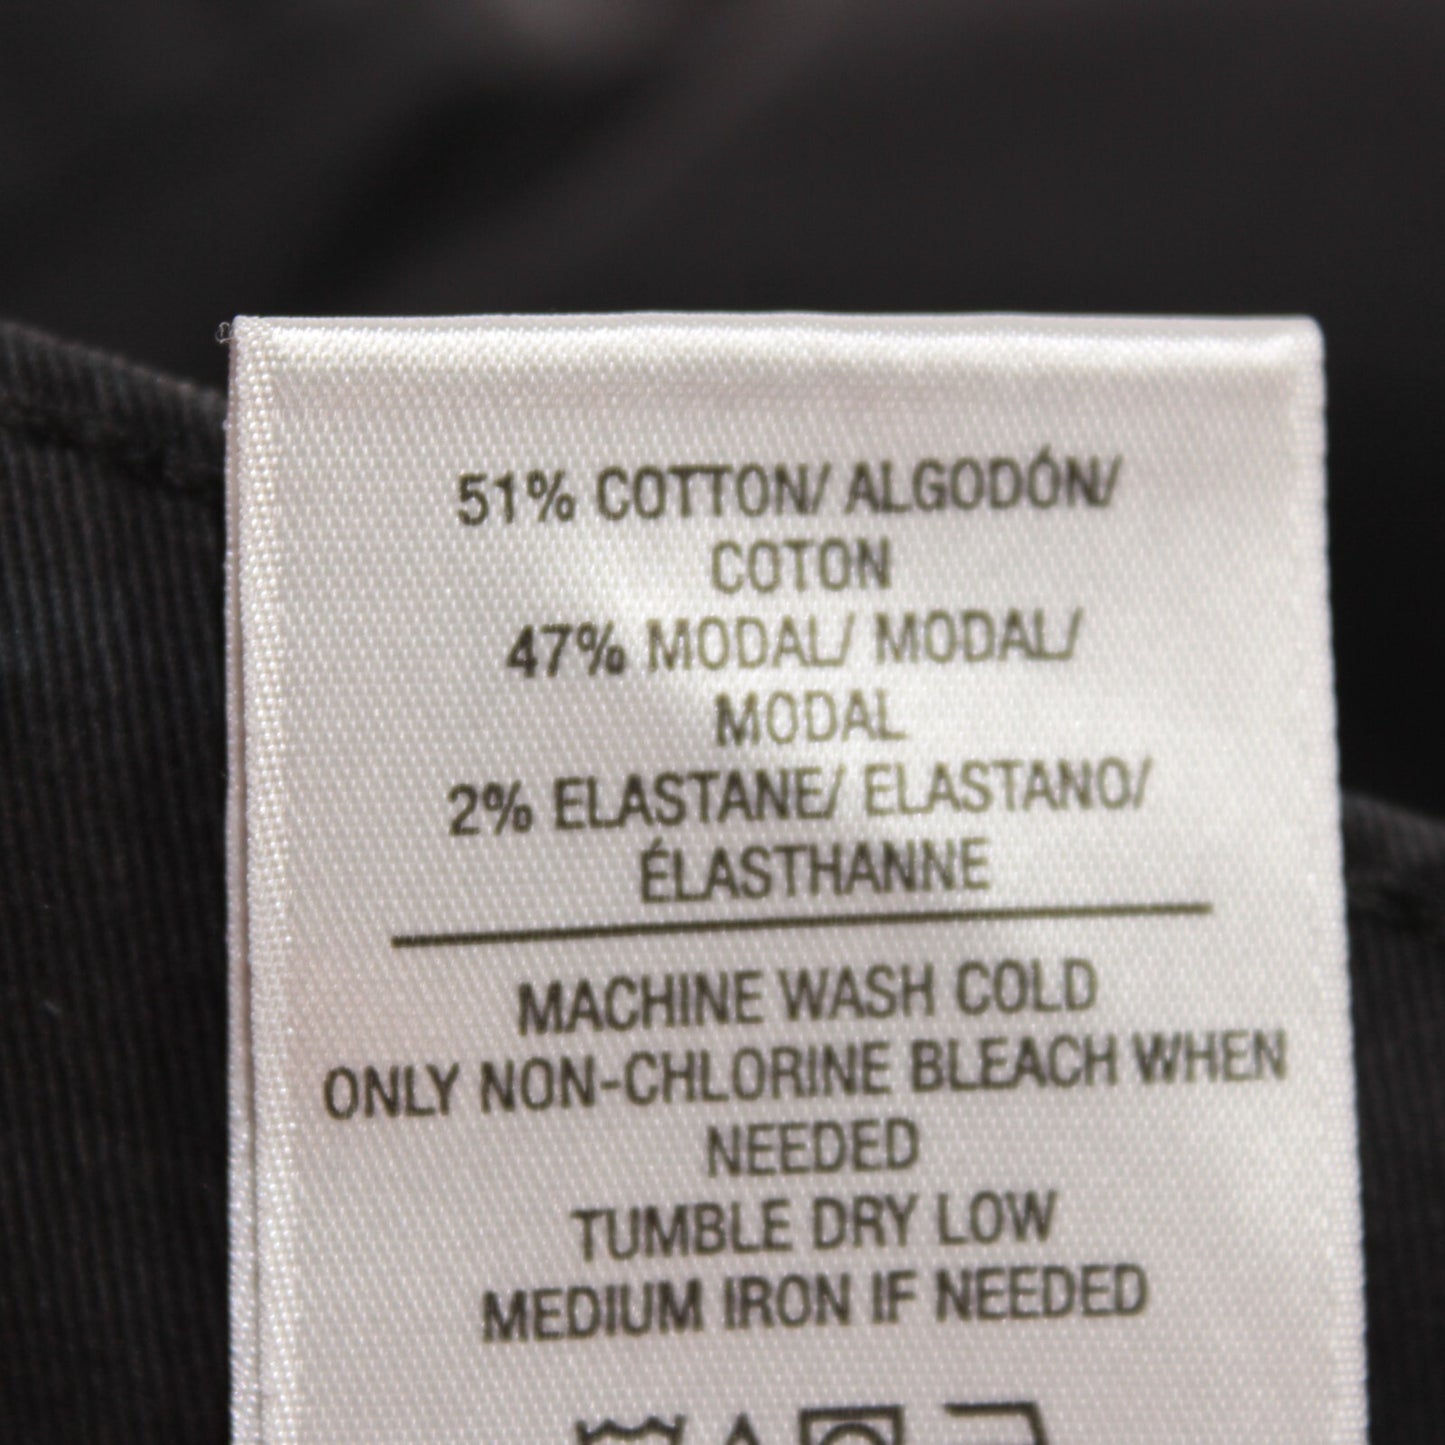 51% COTTON/ ALGODÓN/
COTON
47% MODAL/ MODAL/
MODAL
2% ELASTANE/ ELASTANO/
ÉLASTHANNE
MACHINE WASH COLD
ONLY NON-CHLORINE BLEACH WHEN
NEEDED
TUMBLE DRY LOW
MEDIUM IRON IF NEEDED